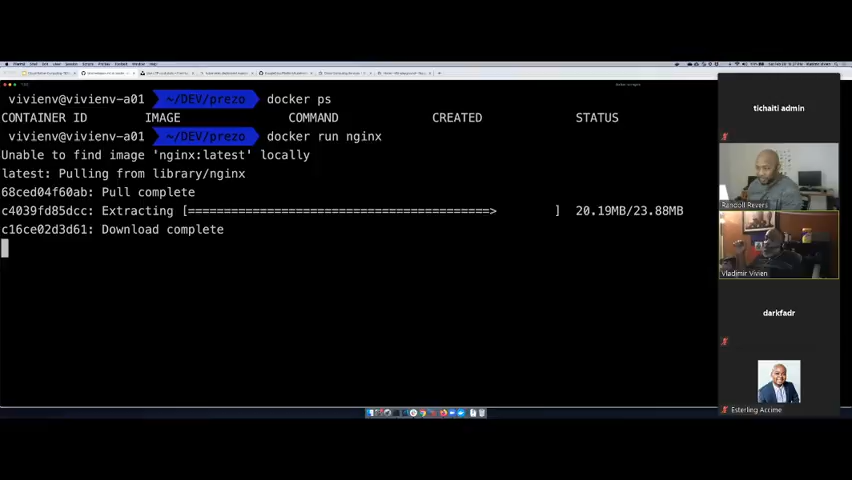 vivienv@vivienv-a01 ~/DEV/prezo docker ps
CONTAINER ID IMAGE COMMAND CREATED STATUS
vivienv@vivienv-a01 ~/DEV/prezo docker run nginx
Unable to find image 'nginx:latest' locally
latest: Pulling from library/nginx
68ced04f60ab: Pull complete
c4039fd85dcc: Extracting [==========================================> ] 20.19MB/23.88MB
c16ce02d3d61: Download complete
tichaiti admin
Randoll Revers
Vladimir Vivien
darkfadr
Esterling Accime